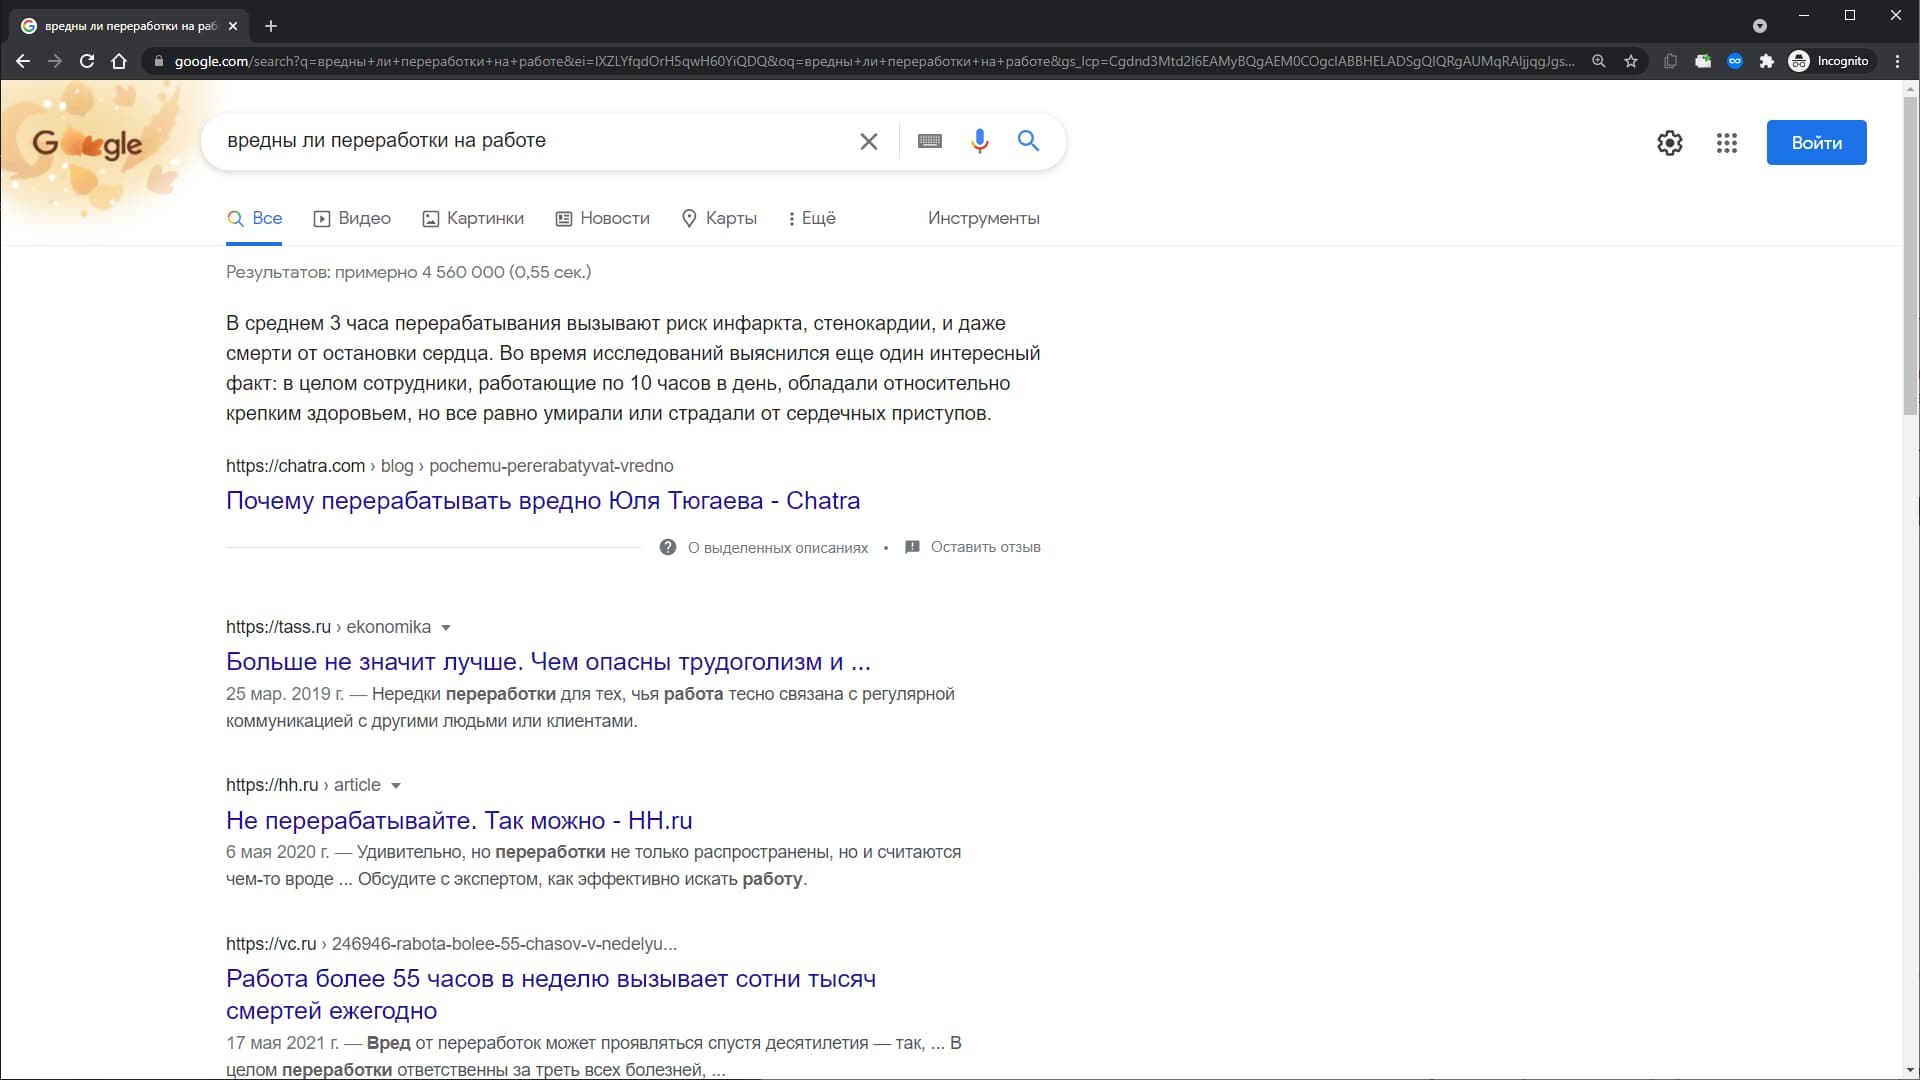 вредны ли переработки на раб
google.com/search?q=вредны+ли+переработки+на+работе&ei=IXZLYfqdOrH5qwH60YiQDQ&oq=вредны+ли+переработки+на+работе&gs_lcp=Cgdnd3Mtd2l6EAMyBQgAEM0COgcIABBHELADSgQIQRgAUMqRAljjqgJgs...
Incognito
Google
вредны ли переработки на работе
Войти
Все Видео Картинки Новости Карты Ещё Инструменты
Результатов: примерно 4 560 000 (0,55 сек.)
В среднем 3 часа перерабатывания вызывают риск инфаркта, стенокардии, и даже
смерти от остановки сердца. Во время исследований выяснился еще один интересный
факт: в целом сотрудники, работающие по 10 часов в день, обладали относительно
крепким здоровьем, но все равно умирали или страдали от сердечных приступов.
https://chatra.com › blog › pochemu-pererabatyvat-vredno
Почему перерабатывать вредно Юля Тюгаева - Chatra
О выделенных описаниях • Оставить отзыв
https://tass.ru › ekonomika
Больше не значит лучше. Чем опасны трудоголизм и ...
25 мар. 2019 г. — Нередки переработки для тех, чья работа тесно связана с регулярной
коммуникацией с другими людьми или клиентами.
https://hh.ru › article
Не перерабатывайте. Так можно - HH.ru
6 мая 2020 г. — Удивительно, но переработки не только распространены, но и считаются
чем-то вроде ... Обсудите с экспертом, как эффективно искать работу.
https://vc.ru › 246946-rabota-bolee-55-chasov-v-nedelyu...
Работа более 55 часов в неделю вызывает сотни тысяч
смертей ежегодно
17 мая 2021 г. — Вред от переработок может проявляться спустя десятилетия — так, ... В
целом переработки ответственны за треть всех болезней, ...